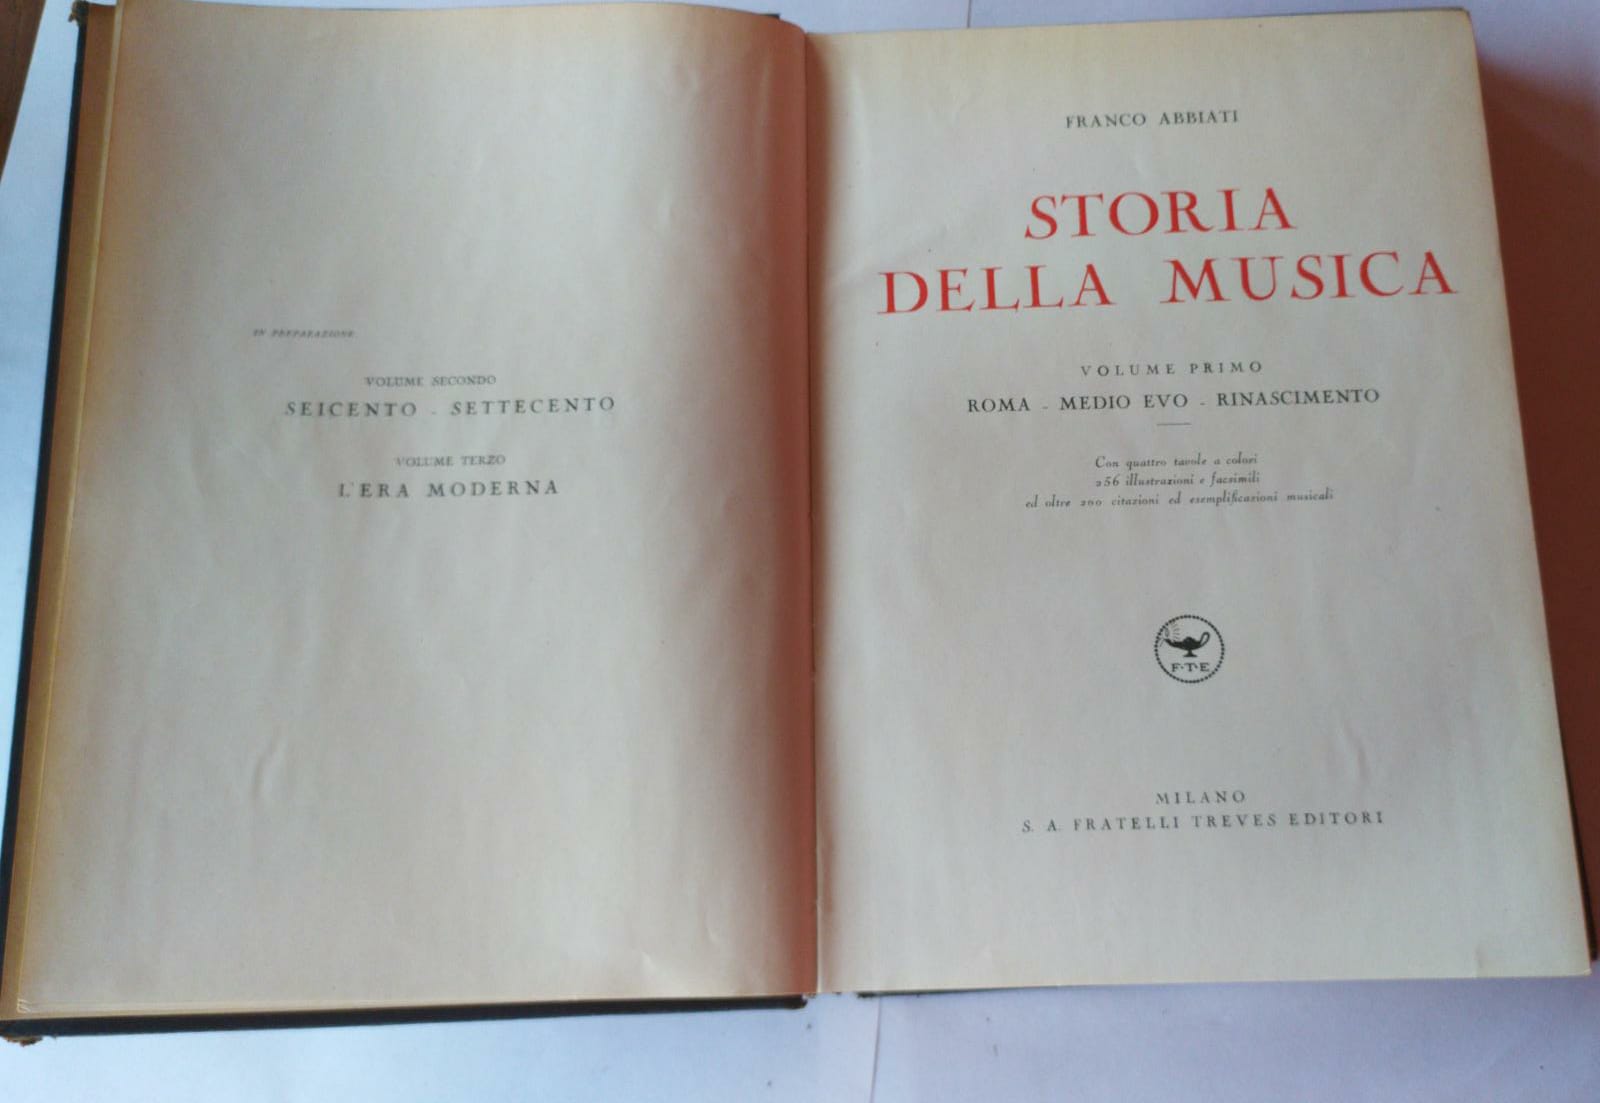 IN PREPARAZIONE
VOLUME SECONDO
SEICENTO - SETTECENTO
VOLUME TERZO
L'ERA MODERNA
FRANCO ABBIATI
STORIA
DELLA MUSICA
VOLUME PRIMO
ROMA - MEDIO EVO - RINASCIMENTO
Con quattro tavole a colori
256 illustrazioni e facsimili
ed oltre 200 citazioni ed esemplificazioni musicali
F·T·E
MILANO
S. A. FRATELLI TREVES EDITORI